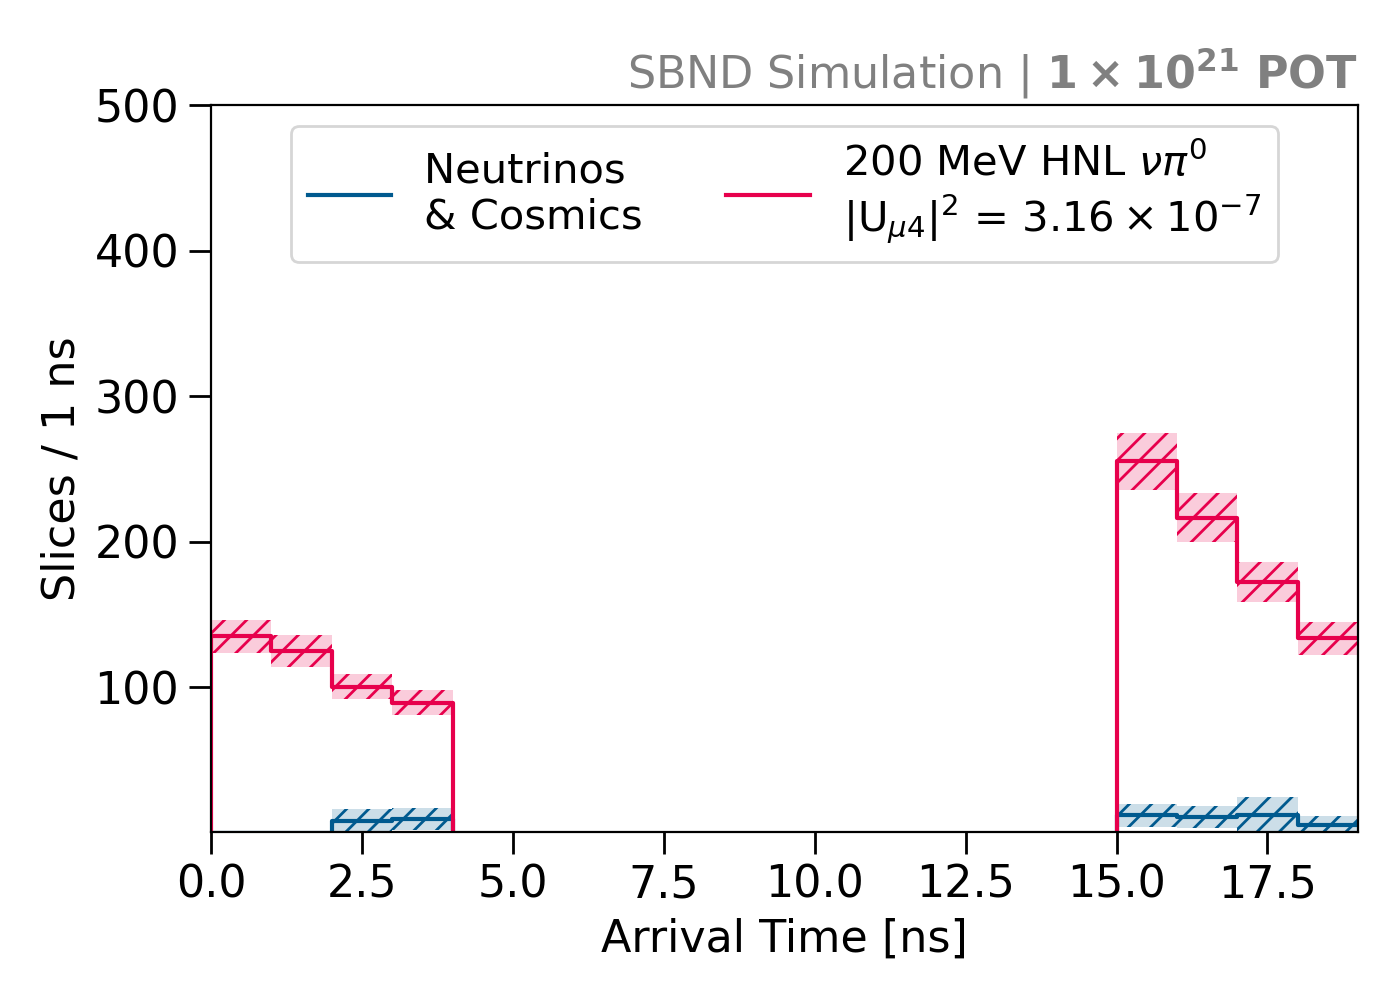 SBND Simulation | 1 × 10²¹ POT
500
400
300
200
100
Slices / 1 ns
Neutrinos
& Cosmics
200 MeV HNL νπ⁰
|U_μ4|² = 3.16 × 10⁻⁷
0.0 2.5 5.0 7.5 10.0 12.5 15.0 17.5
Arrival Time [ns]